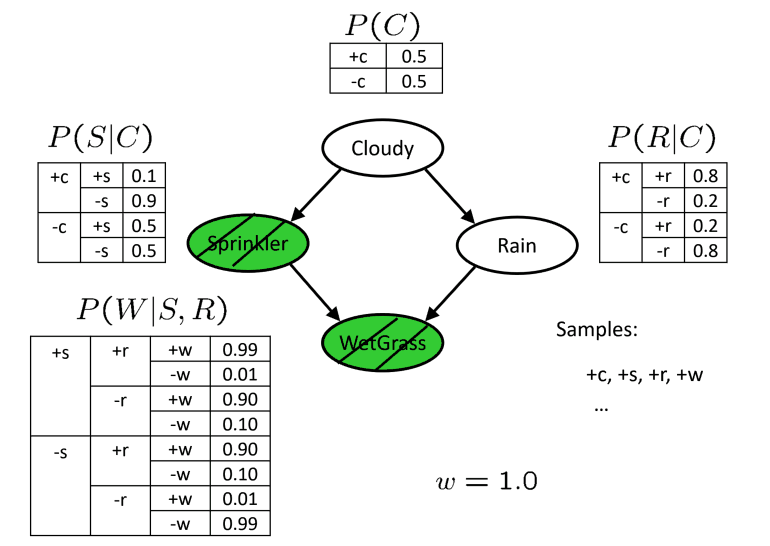 P(C)
+c 0.5
-c 0.5
Cloudy
P(S|C)
+c +s 0.1
-s 0.9
-c +s 0.5
-s 0.5
P(R|C)
+c +r 0.8
-r 0.2
-c +r 0.2
-r 0.8
Sprinkler
Rain
P(W|S, R)
+s +r +w 0.99
-w 0.01
-r +w 0.90
-w 0.10
-s +r +w 0.90
-w 0.10
-r +w 0.01
-w 0.99
WetGrass
Samples:
+c, +s, +r, +w
...
w = 1.0